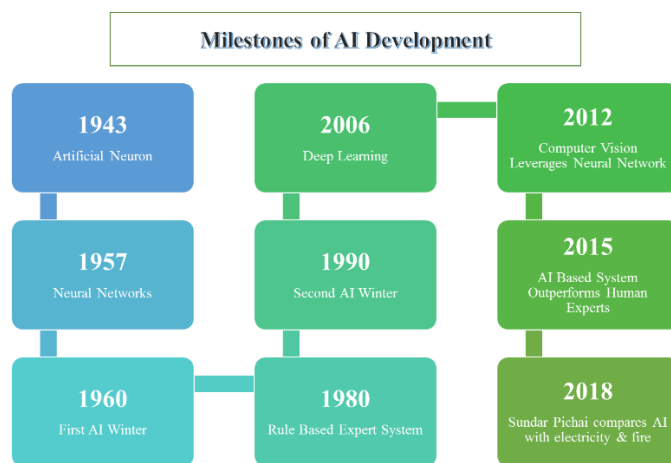 Milestones of AI Development
1943
Artificial Neuron
1957
Neural Networks
1960
First AI Winter
1980
Rule Based Expert System
1990
Second AI Winter
2006
Deep Learning
2012
Computer Vision
Leverages Neural Network
2015
AI Based System
Outperforms Human
Experts
2018
Sundar Pichai compares AI
with electricity & fire